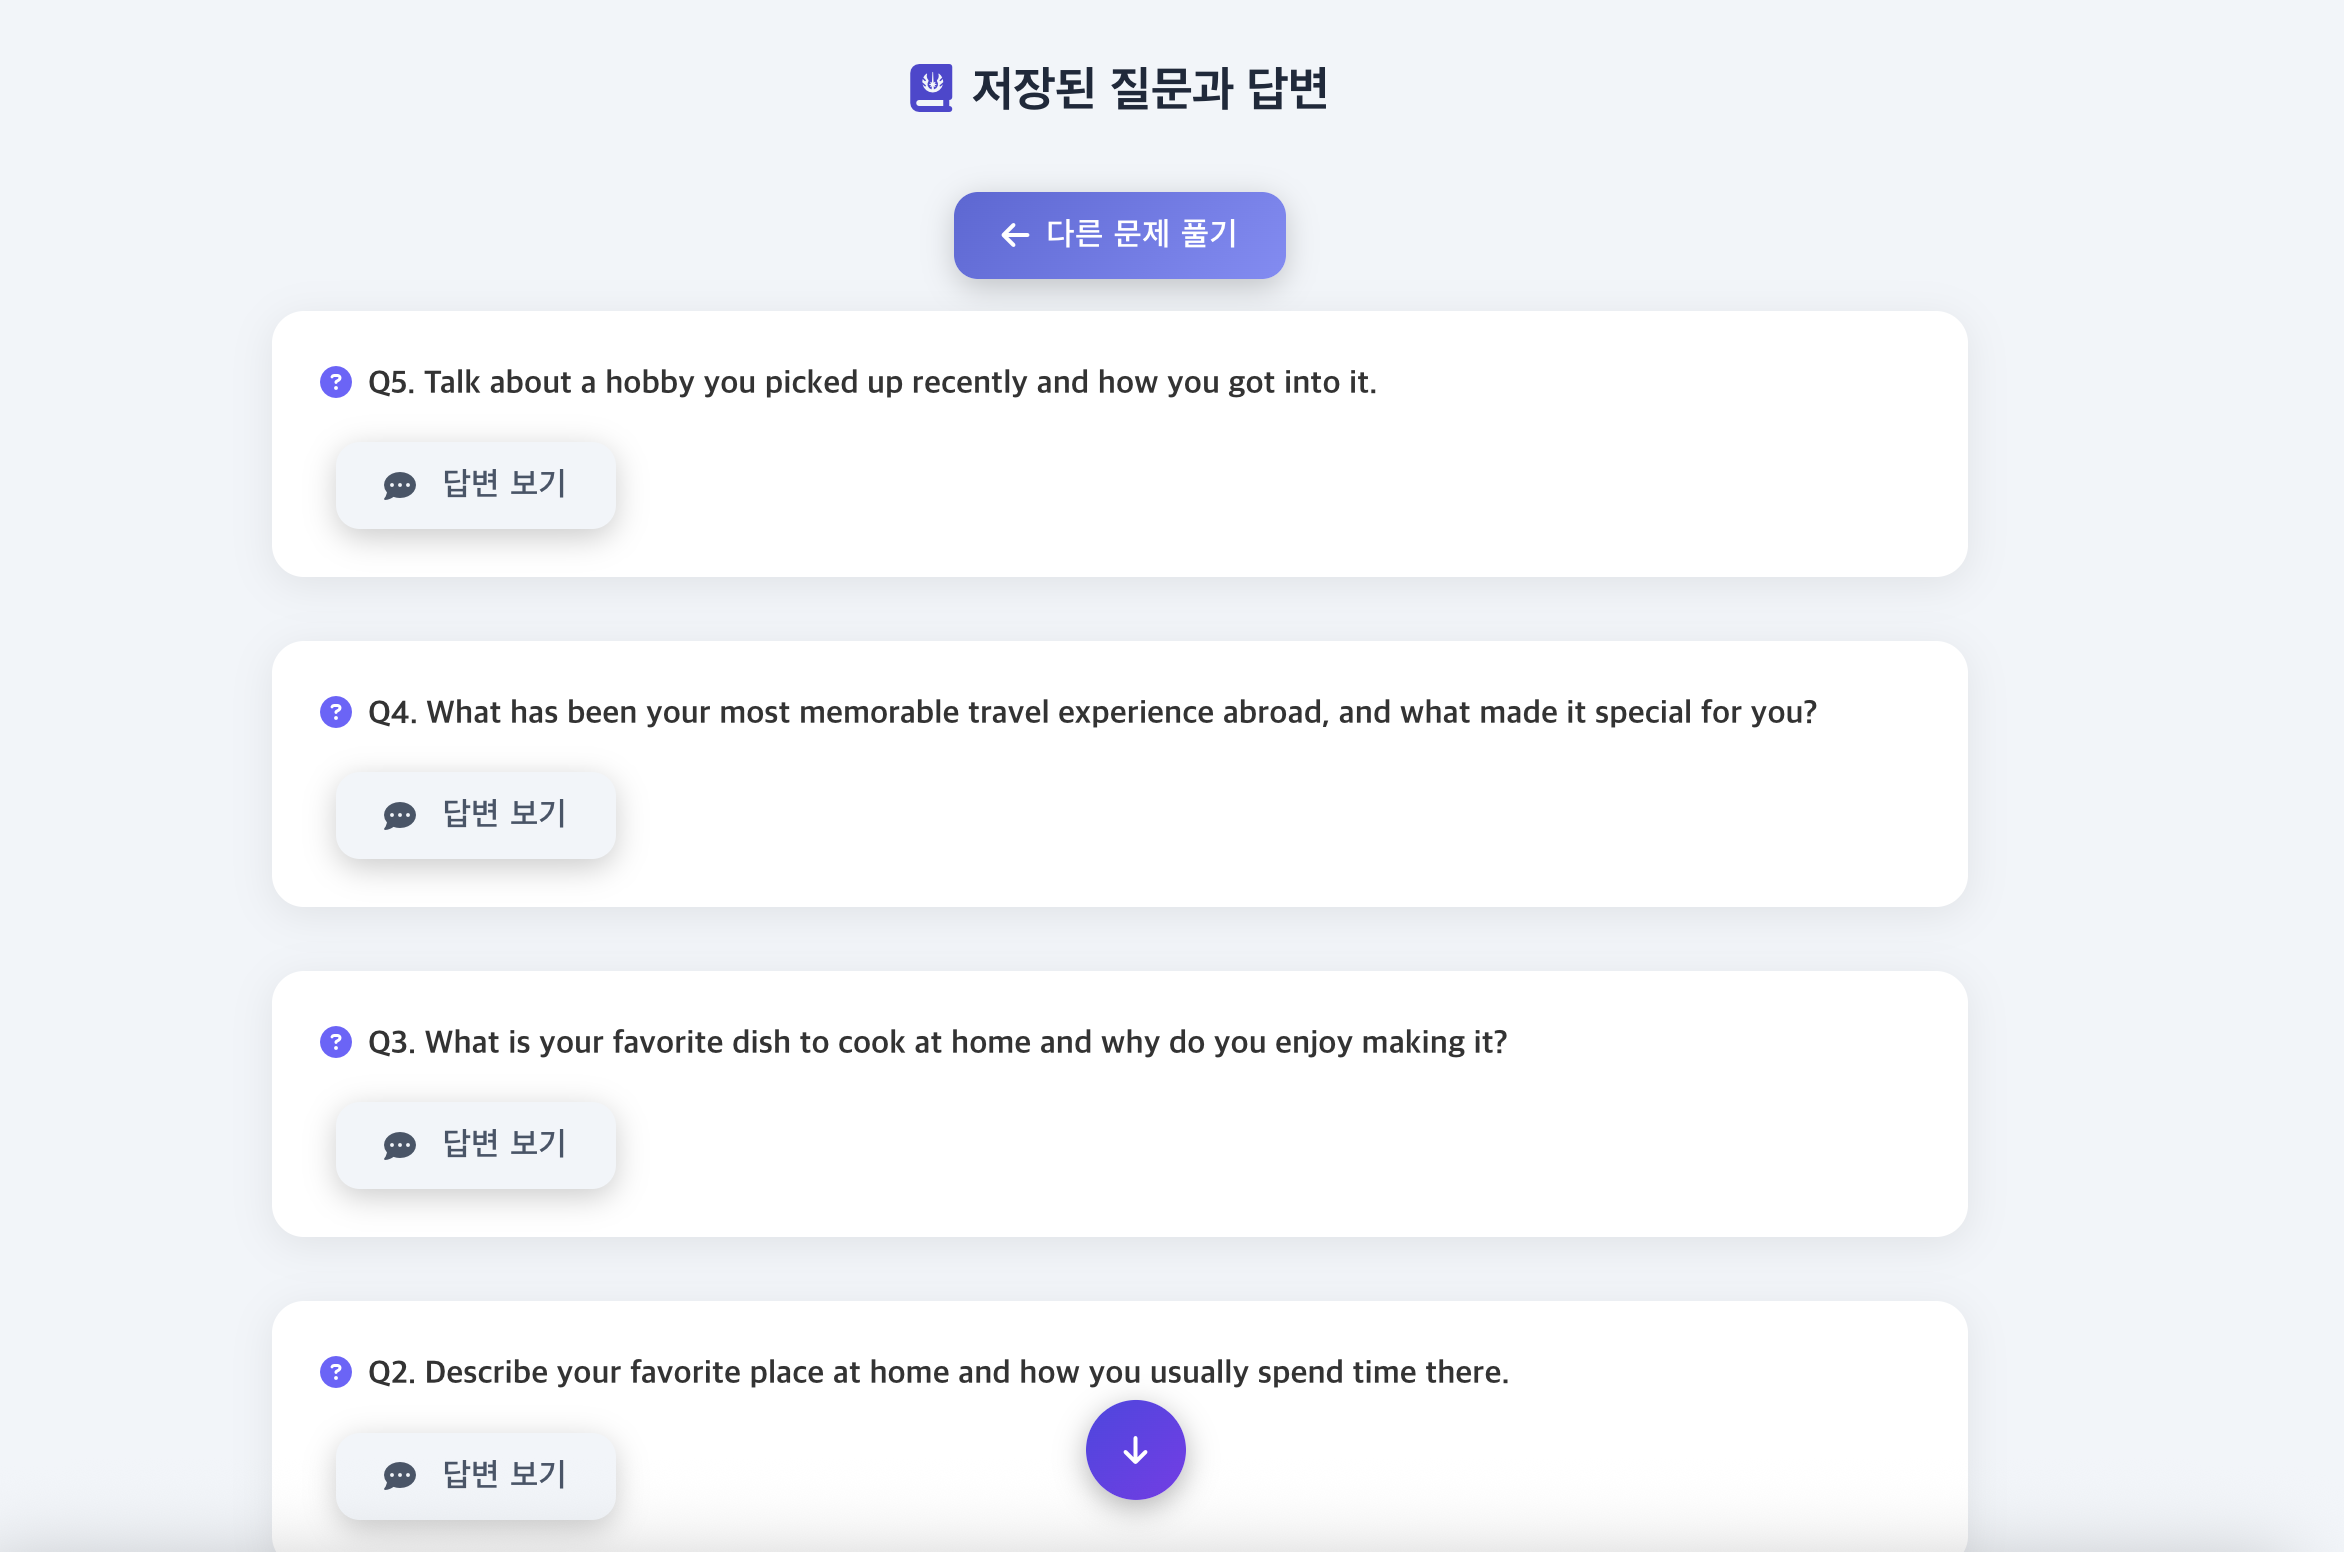 저장된 질문과 답변
다른 문제 풀기
Q5. Talk about a hobby you picked up recently and how you got into it.
답변 보기
Q4. What has been your most memorable travel experience abroad, and what made it special for you?
답변 보기
Q3. What is your favorite dish to cook at home and why do you enjoy making it?
답변 보기
Q2. Describe your favorite place at home and how you usually spend time there.
답변 보기